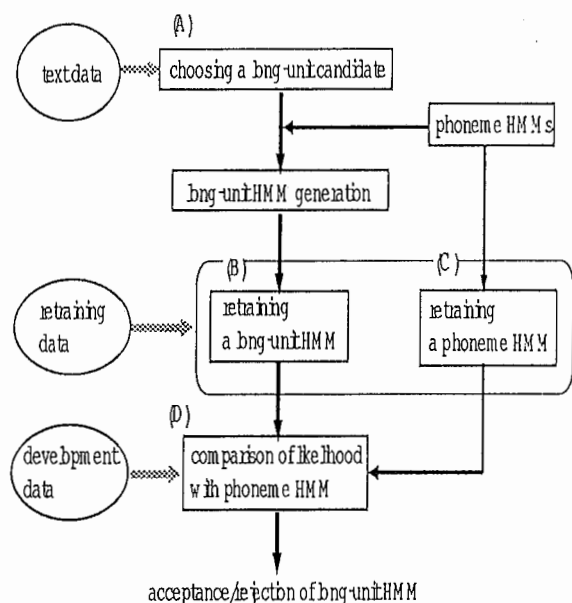 (A)
text data
choosing a long-unit candidate
phoneme HMMs
long-unit HMM generation
(B)
(C)
retraining
data
retraining
a long-unit HMM
retraining
a phoneme HMM
(D)
development
data
comparison of likelihood
with phoneme HMM
acceptance/rejection of long-unit HMM